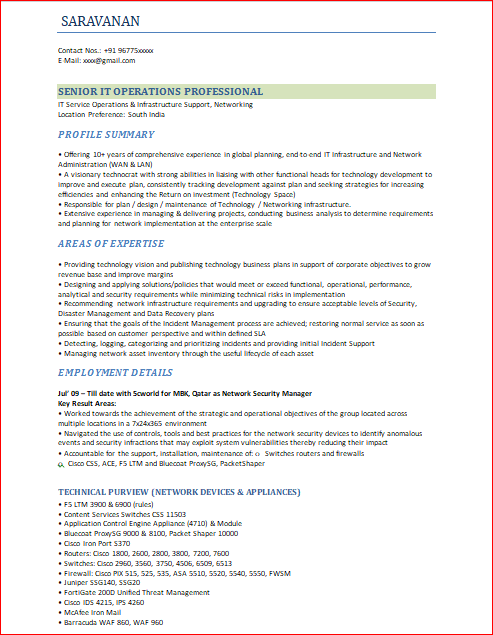 SARAVANAN
Contact Nos.: +91 96775xxxxx
E Mail: xxxx@gmail.com
SENIOR IT OPERATIONS PROFESSIONAL
IT Service Operations & Infrastructure Support, Networking
Location Preference: South India
PROFILE SUMMARY
• Offering 10+ years of comprehensive experience in global planning, end to end IT Infrastructure and Network
Administration (WAN & LAN)
• A visionary technocrat with strong abilities in liaising with other functional heads for technology development to
improve and execute plan, consistently tracking development against plan and seeking strategies for increasing
efficiencies and enhancing the Return on investment (Technology Space)
• Responsible for plan / design / maintenance of Technology / Networking infrastructure.
• Extensive experience in managing & delivering projects, conducting business analysis to determine requirements
and planning for network implementation at the enterprise scale
AREAS OF EXPERTISE
• Providing technology vision and publishing technology business plans in support of corporate objectives to grow
revenue base and improve margins
• Designing and applying solutions/policies that would meet or exceed functional, operational, performance,
analytical and security requirements while minimizing technical risks in implementation
• Recommending network infrastructure requirements and upgrading to ensure acceptable levels of Security,
Disaster Management and Data Recovery plans
• Ensuring that the goals of the Incident Management process are achieved; restoring normal service as soon as
possible based on customer perspective and within defined SLA
• Detecting, logging, categorizing and prioritizing incidents and providing initial Incident Support
• Managing network asset inventory through the useful lifecycle of each asset
EMPLOYMENT DETAILS
Jul' 09 – Till date with Scworld for MBK, Qatar as Network Security Manager
Key Result Areas:
• Worked towards the achievement of the strategic and operational objectives of the group located across
multiple locations in a 7x24x365 environment
• Navigated the use of controls, tools and best practices for the network security devices to identify anomalous
events and security infractions that may exploit system vulnerabilities thereby reducing their impact
• Accountable for the support, installation, maintenance of: o Switches routers and firewalls
o Cisco CSS, ACE, F5 LTM and Bluecoat ProxySG, PacketShaper
TECHNICAL PURVIEW (NETWORK DEVICES & APPLIANCES)
• F5 LTM 3900 & 6900 (rules)
• Content Services Switches CSS 11503
• Application Control Engine Appliance (4710) & Module
• Bluecoat ProxySG 9000 & 8100, Packet Shaper 10000
• Cisco Iron Port S370
• Routers: Cisco 1800, 2600, 2800, 3800, 7200, 7600
• Switches: Cisco 2960, 3560, 3750, 4506, 6509, 6513
• Firewall: Cisco PIX 515, 525, 535, ASA 5510, 5520, 5540, 5550, FWSM
• Juniper SSG140, SSG20
• FortiGate 200D Unified Threat Management
• Cisco IDS 4215, IPS 4260
• McAfee Iron Mail
• Barracuda WAF 860, WAF 960